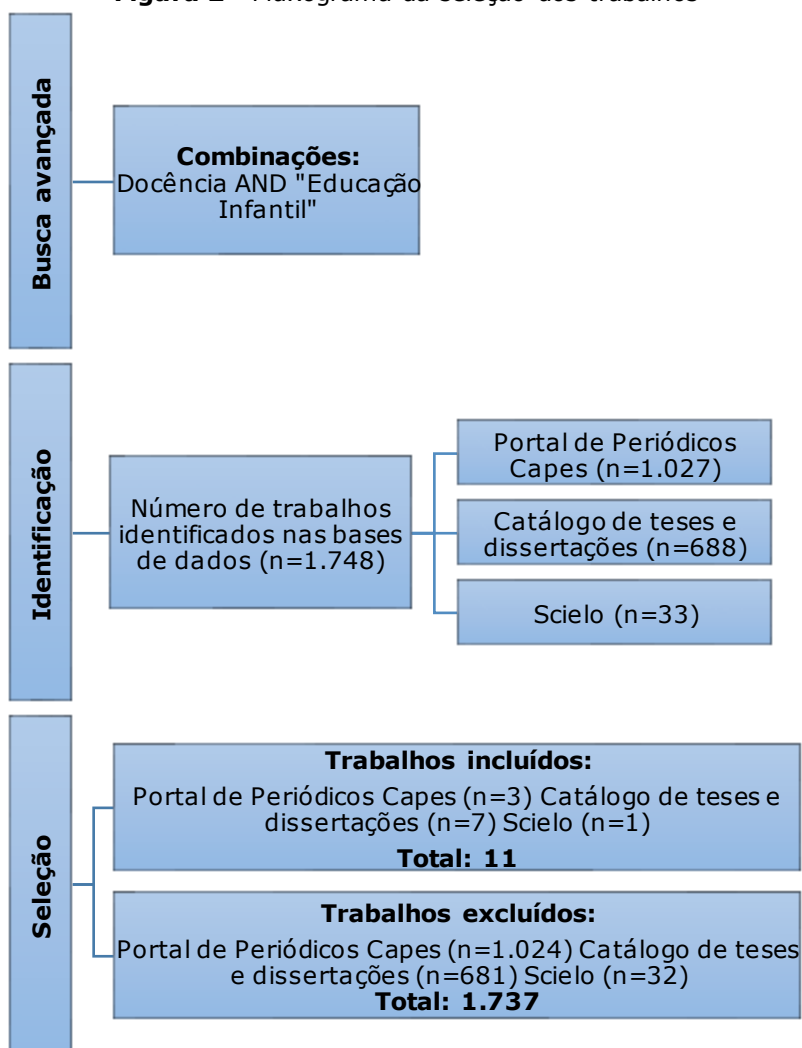 Busca avançada
Combinações:
Docência AND "Educação
Infantil"
Identificação
Número de trabalhos
identificados nas bases
de dados (n=1.748)
Portal de Periódicos
Capes (n=1.027)
Catálogo de teses e
dissertações (n=688)
Scielo (n=33)
Seleção
Trabalhos incluídos:
Portal de Periódicos Capes (n=3) Catálogo de teses e
dissertações (n=7) Scielo (n=1)
Total: 11
Trabalhos excluídos:
Portal de Periódicos Capes (n=1.024) Catálogo de teses
e dissertações (n=681) Scielo (n=32)
Total: 1.737